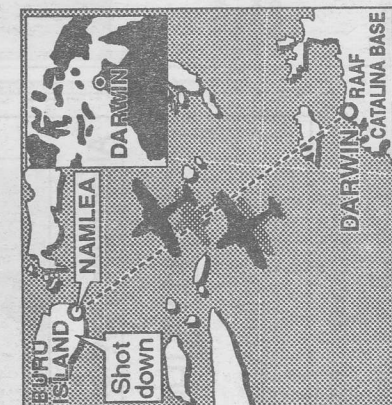 BURU
ISLAND
NAMLEA
Shot
down
DARWIN
DARWIN
RAAF
CATALINA BASE